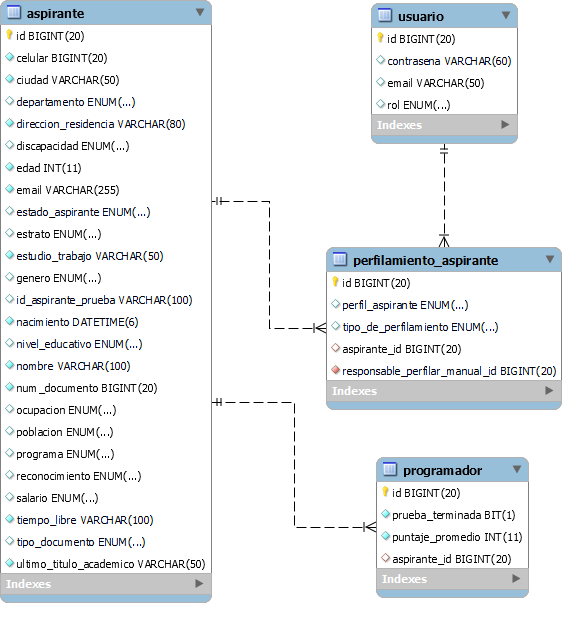 aspirante
id BIGINT(20)
celular BIGINT(20)
ciudad VARCHAR(50)
departamento ENUM(...)
direccion_residencia VARCHAR(80)
discapacidad ENUM(...)
edad INT(11)
email VARCHAR(255)
estado_aspirante ENUM(...)
estrato ENUM(...)
estudio_trabajo VARCHAR(50)
genero ENUM(...)
id_aspirante_prueba VARCHAR(100)
nacimiento DATETIME(6)
nivel_educativo ENUM(...)
nombre VARCHAR(100)
num_documento BIGINT(20)
ocupacion ENUM(...)
poblacion ENUM(...)
programa ENUM(...)
reconocimiento ENUM(...)
salario ENUM(...)
tiempo_libre VARCHAR(100)
tipo_documento ENUM(...)
ultimo_titulo_academico VARCHAR(50)
Indexes
usuario
id BIGINT(20)
contrasena VARCHAR(60)
email VARCHAR(50)
rol ENUM(...)
Indexes
perfilamiento_aspirante
id BIGINT(20)
perfil_aspirante ENUM(...)
tipo_de_perfilamiento ENUM(...)
aspirante_id BIGINT(20)
responsable_perfilar_manual_id BIGINT(20)
Indexes
programador
id BIGINT(20)
prueba_terminada BIT(1)
puntaje_promedio INT(11)
aspirante_id BIGINT(20)
Indexes